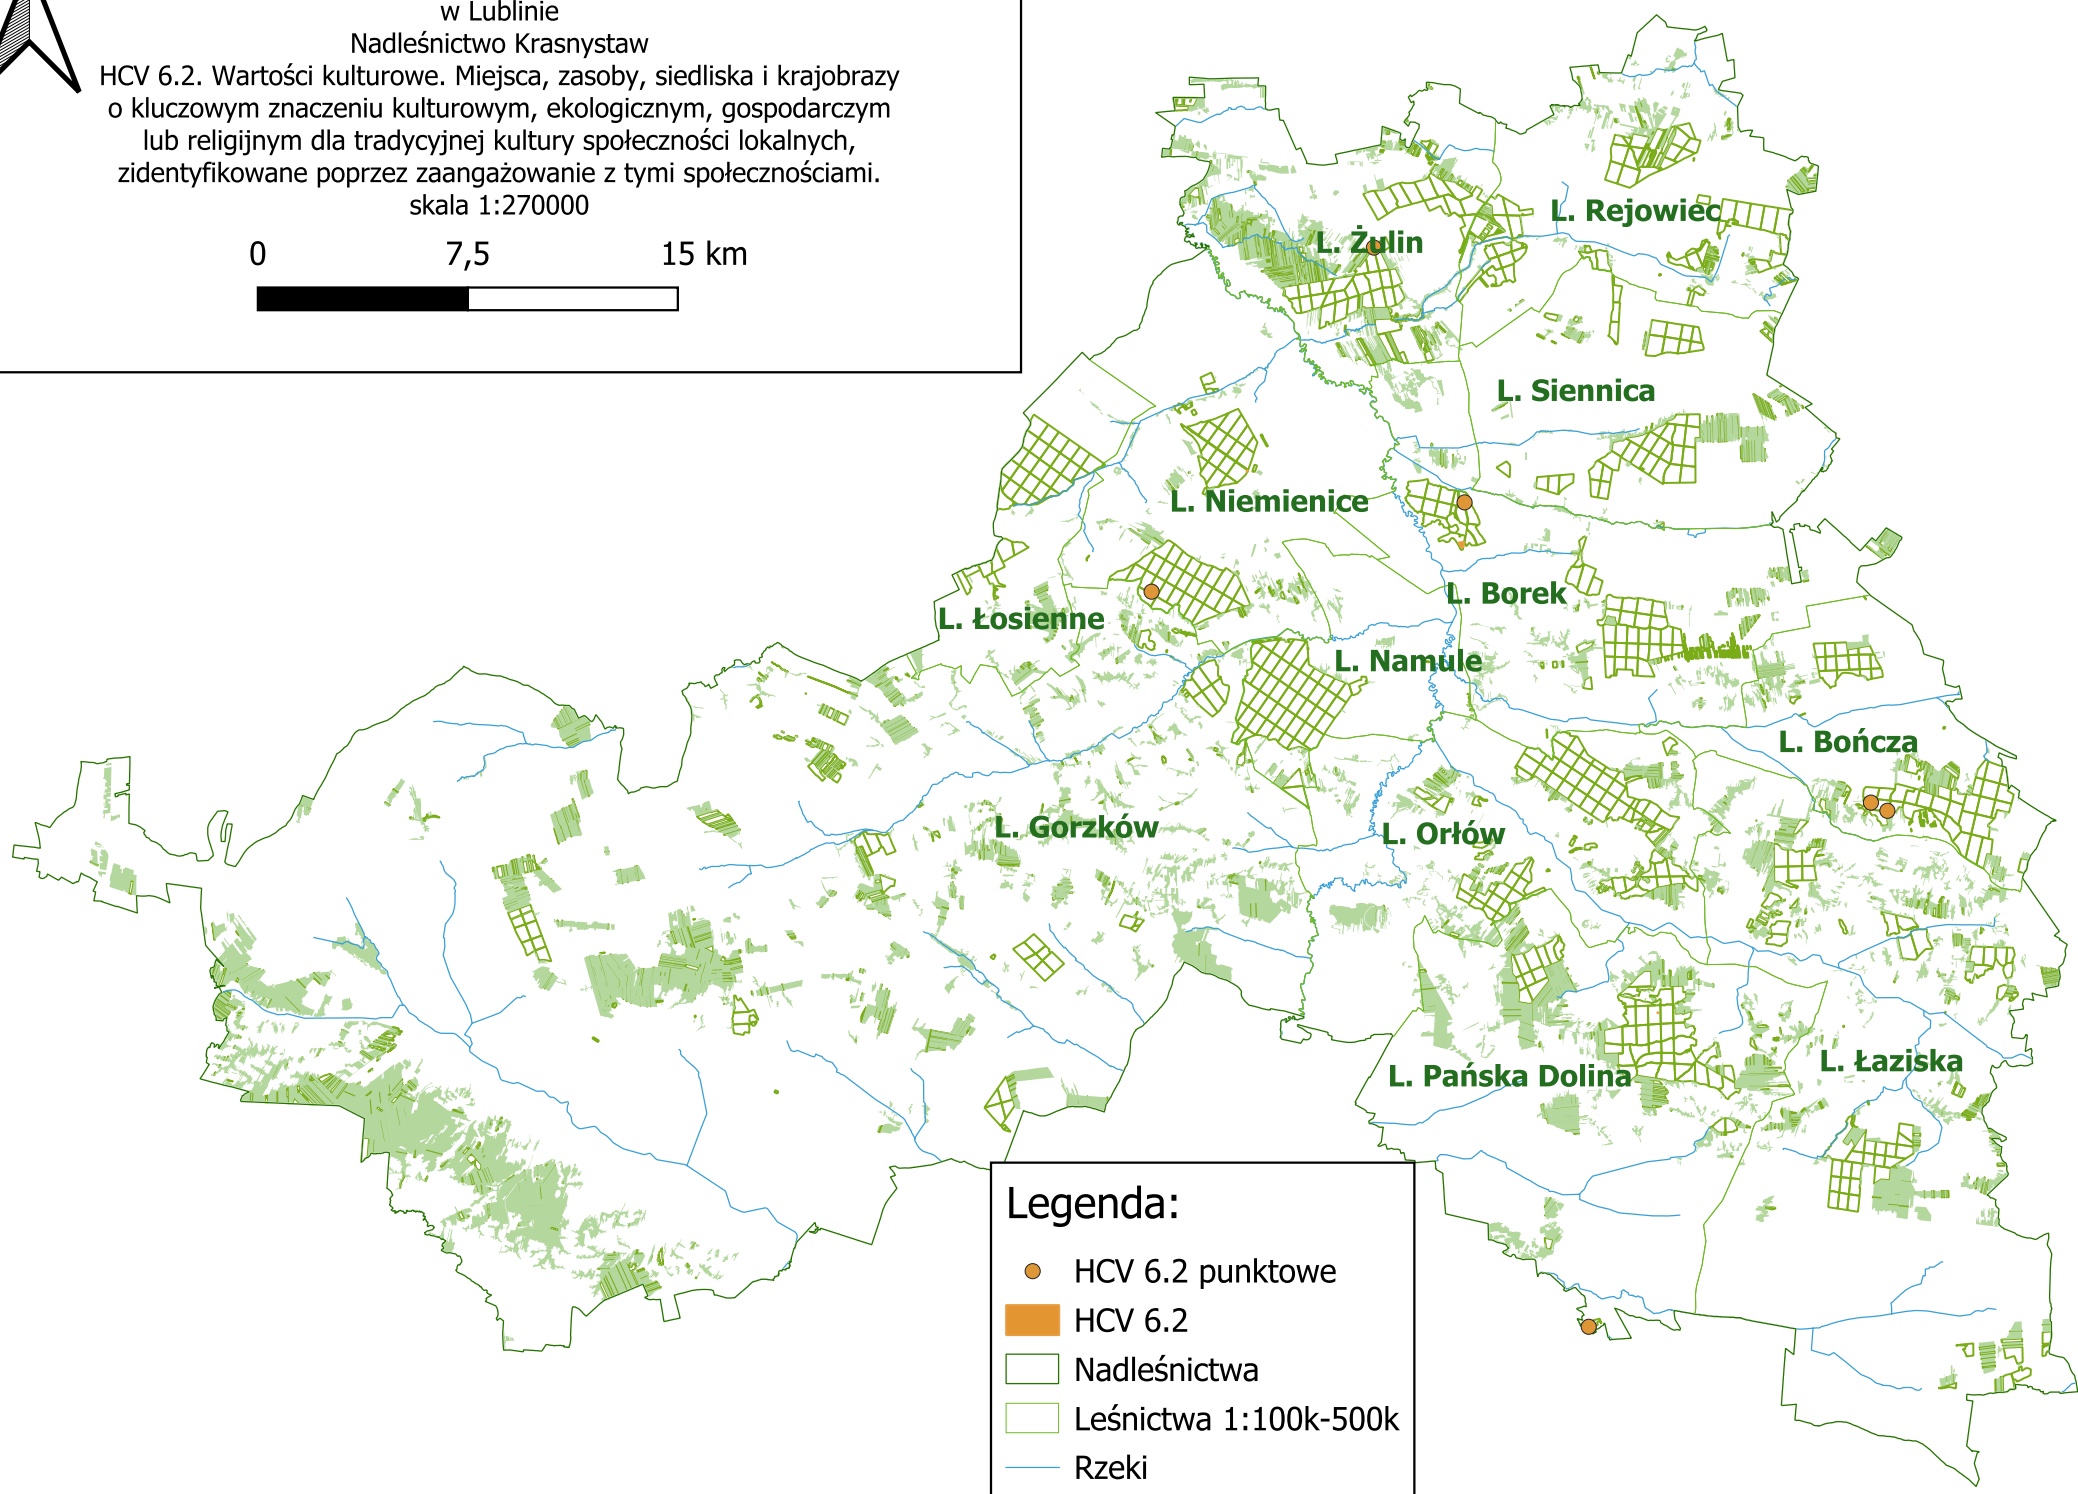 w Lublinie
Nadleśnictwo Krasnystaw
HCV 6.2. Wartości kulturowe. Miejsca, zasoby, siedliska i krajobrazy
o kluczowym znaczeniu kulturowym, ekologicznym, gospodarczym
lub religijnym dla tradycyjnej kultury społeczności lokalnych,
zidentyfikowane poprzez zaangażowanie z tymi społecznościami.
skala 1:270000
0 7,5 15 km
L. Rejowiec
L. Żulin
L. Siennica
L. Niemienice
L. Borek
L. Łosienne
L. Namule
L. Bończa
L. Gorzków
L. Orłów
L. Łaziska
L. Pańska Dolina
Legenda:
HCV 6.2 punktowe
HCV 6.2
Nadleśnictwa
Leśnictwa 1:100k-500k
Rzeki